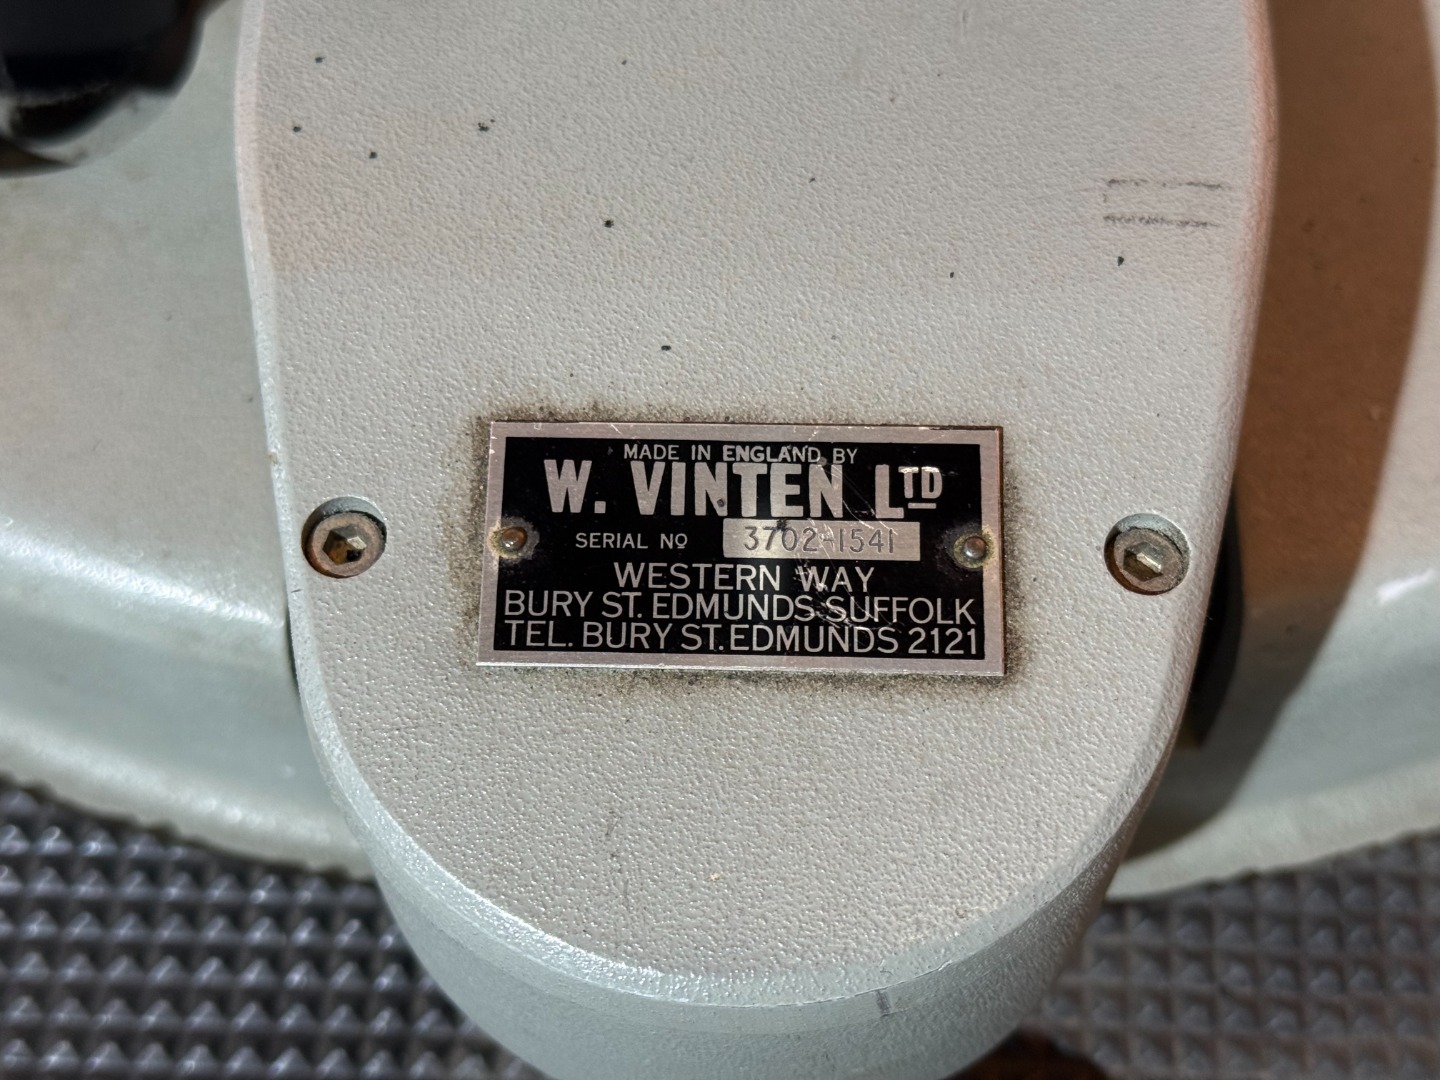 MADE IN ENGLAND BY
W. VINTEN LTD
SERIAL Nº 3702-1541
WESTERN WAY
BURY ST. EDMUNDS SUFFOLK
TEL. BURY ST. EDMUNDS 2121